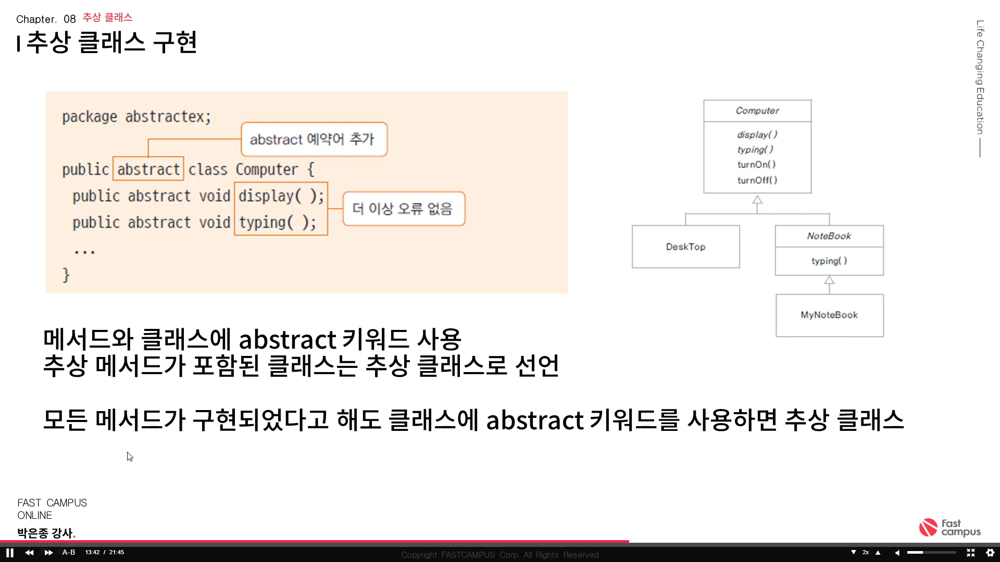 Chapter. 08 추상 클래스
추상 클래스 구현
Life Changing Education
package abstractex;
abstract 예약어 추가
public abstract class Computer {
public abstract void display( );
public abstract void typing( );
더 이상 오류 없음
...
}
Computer
display( )
typing( )
turnOn( )
turnOff( )
DeskTop
NoteBook
typing( )
MyNoteBook
메서드와 클래스에 abstract 키워드 사용
추상 메서드가 포함된 클래스는 추상 클래스로 선언
모든 메서드가 구현되었다고 해도 클래스에 abstract 키워드를 사용하면 추상 클래스
FAST CAMPUS
ONLINE
박은종 강사.
Fast
campus
A-B 13:42 / 21:45
Copyright FASTCAMPUS Corp. All Rights Reserved
2x